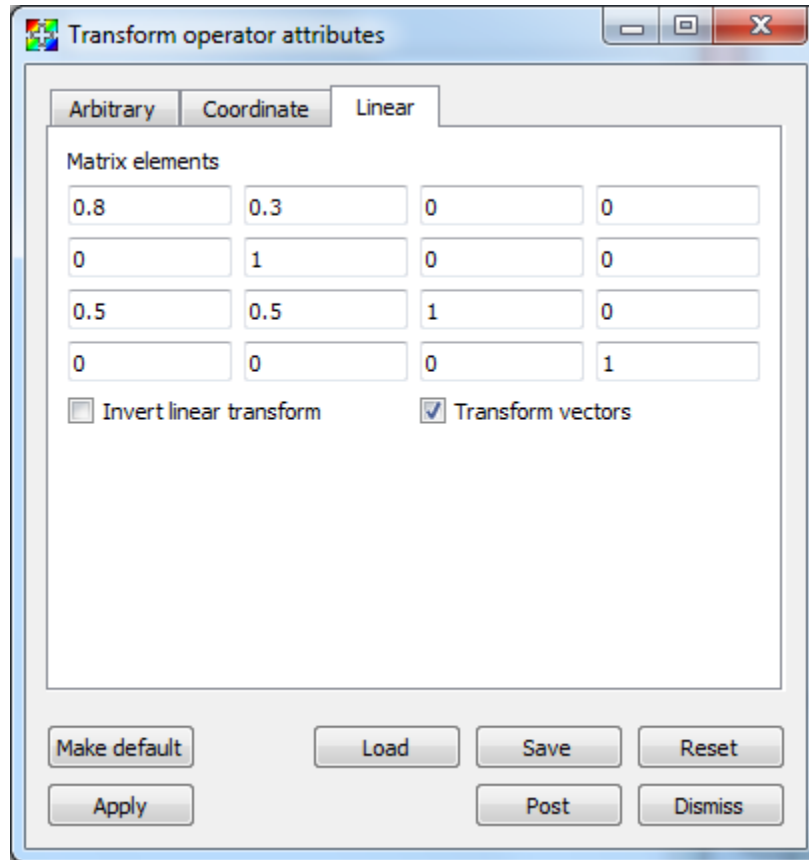 Transform operator attributes
Arbitrary Coordinate Linear
Matrix elements
0.8 0.3 0 0
0 1 0 0
0.5 0.5 1 0
0 0 0 1
Invert linear transform Transform vectors
Make default Load Save Reset
Apply Post Dismiss